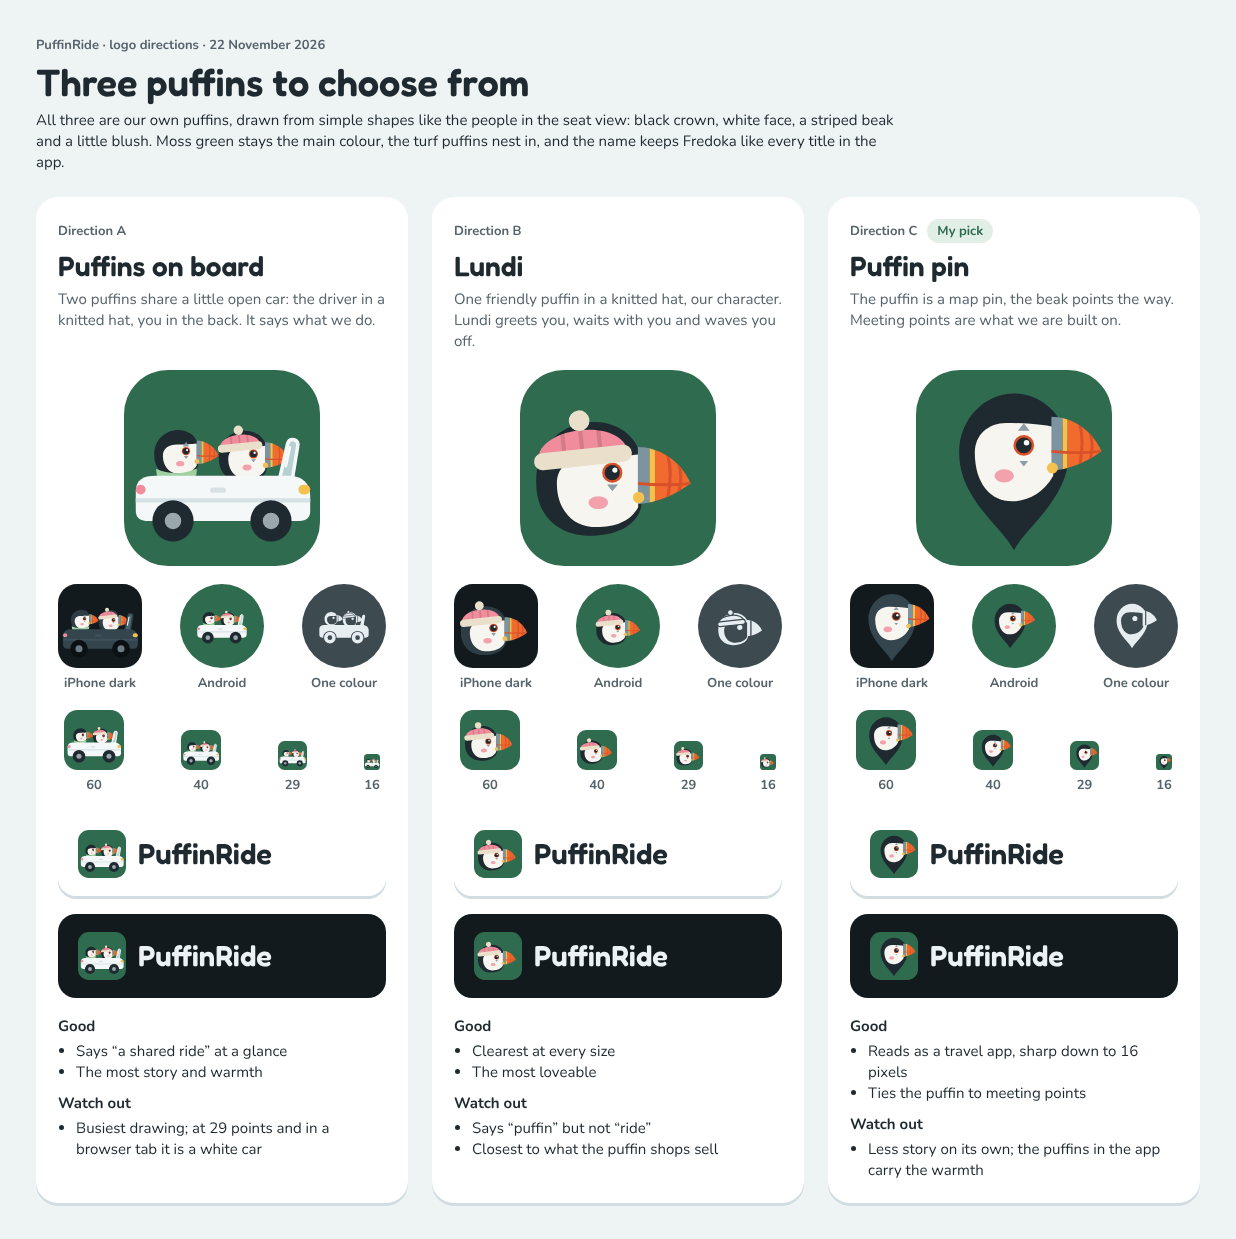 PuffinRide · logo directions · 22 November 2026
Three puffins to choose from
All three are our own puffins, drawn from simple shapes like the people in the seat view: black crown, white face, a striped beak
and a little blush. Moss green stays the main colour, the turf puffins nest in, and the name keeps Fredoka like every title in the
app.
Direction A
Puffins on board
Two puffins share a little open car: the driver in a
knitted hat, you in the back. It says what we do.
iPhone dark
Android
One colour
60
40
29
16
PuffinRide
PuffinRide
Good
• Says “a shared ride” at a glance
• The most story and warmth
Watch out
• Busiest drawing; at 29 points and in a
browser tab it is a white car
Direction B
Lundi
One friendly puffin in a knitted hat, our character.
Lundi greets you, waits with you and waves you
off.
iPhone dark
Android
One colour
60
40
29
16
PuffinRide
PuffinRide
Good
• Clearest at every size
• The most loveable
Watch out
• Says “puffin” but not “ride”
• Closest to what the puffin shops sell
Direction C
My pick
Puffin pin
The puffin is a map pin, the beak points the way.
Meeting points are what we are built on.
iPhone dark
Android
One colour
60
40
29
16
PuffinRide
PuffinRide
Good
• Reads as a travel app, sharp down to 16
pixels
• Ties the puffin to meeting points
Watch out
• Less story on its own; the puffins in the app
carry the warmth